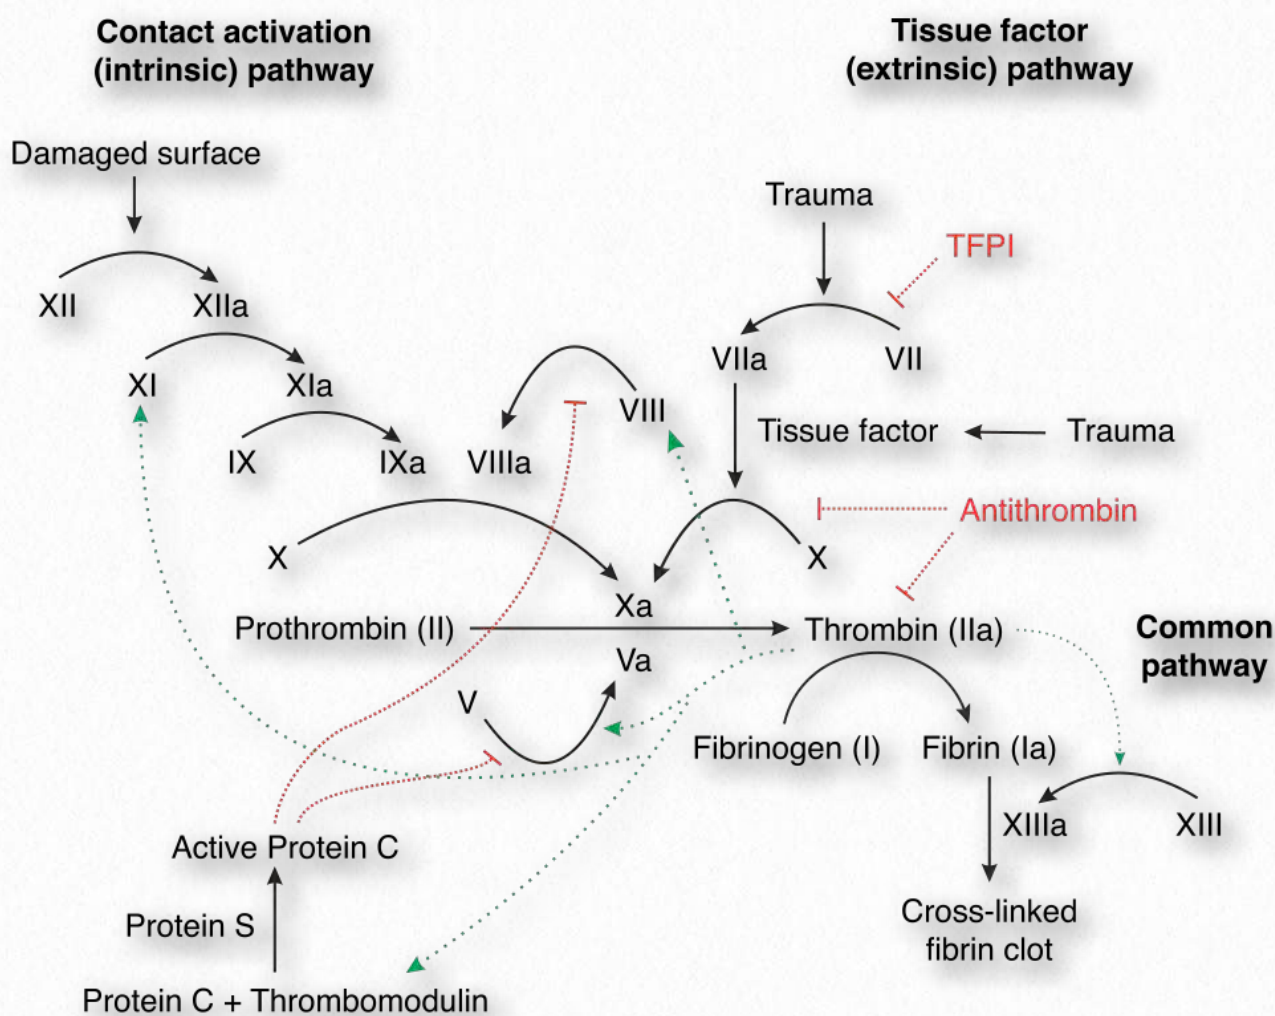 Contact activation
(intrinsic) pathway
Tissue factor
(extrinsic) pathway
Damaged surface
Trauma
TFPI
XII
XIIa
VIIa
VII
XI
XIa
VIII
Tissue factor
Trauma
IX
IXa
VIIIa
Antithrombin
X
X
Xa
Prothrombin (II)
Thrombin (IIa)
Common
pathway
Va
V
Fibrinogen (I)
Fibrin (Ia)
XIIIa
XIII
Active Protein C
Cross-linked
fibrin clot
Protein S
Protein C + Thrombomodulin